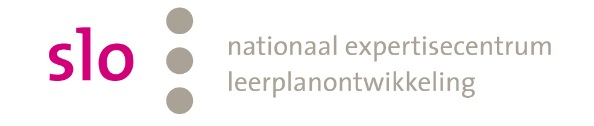 slo
nationaal expertisecentrum
leerplanontwikkeling